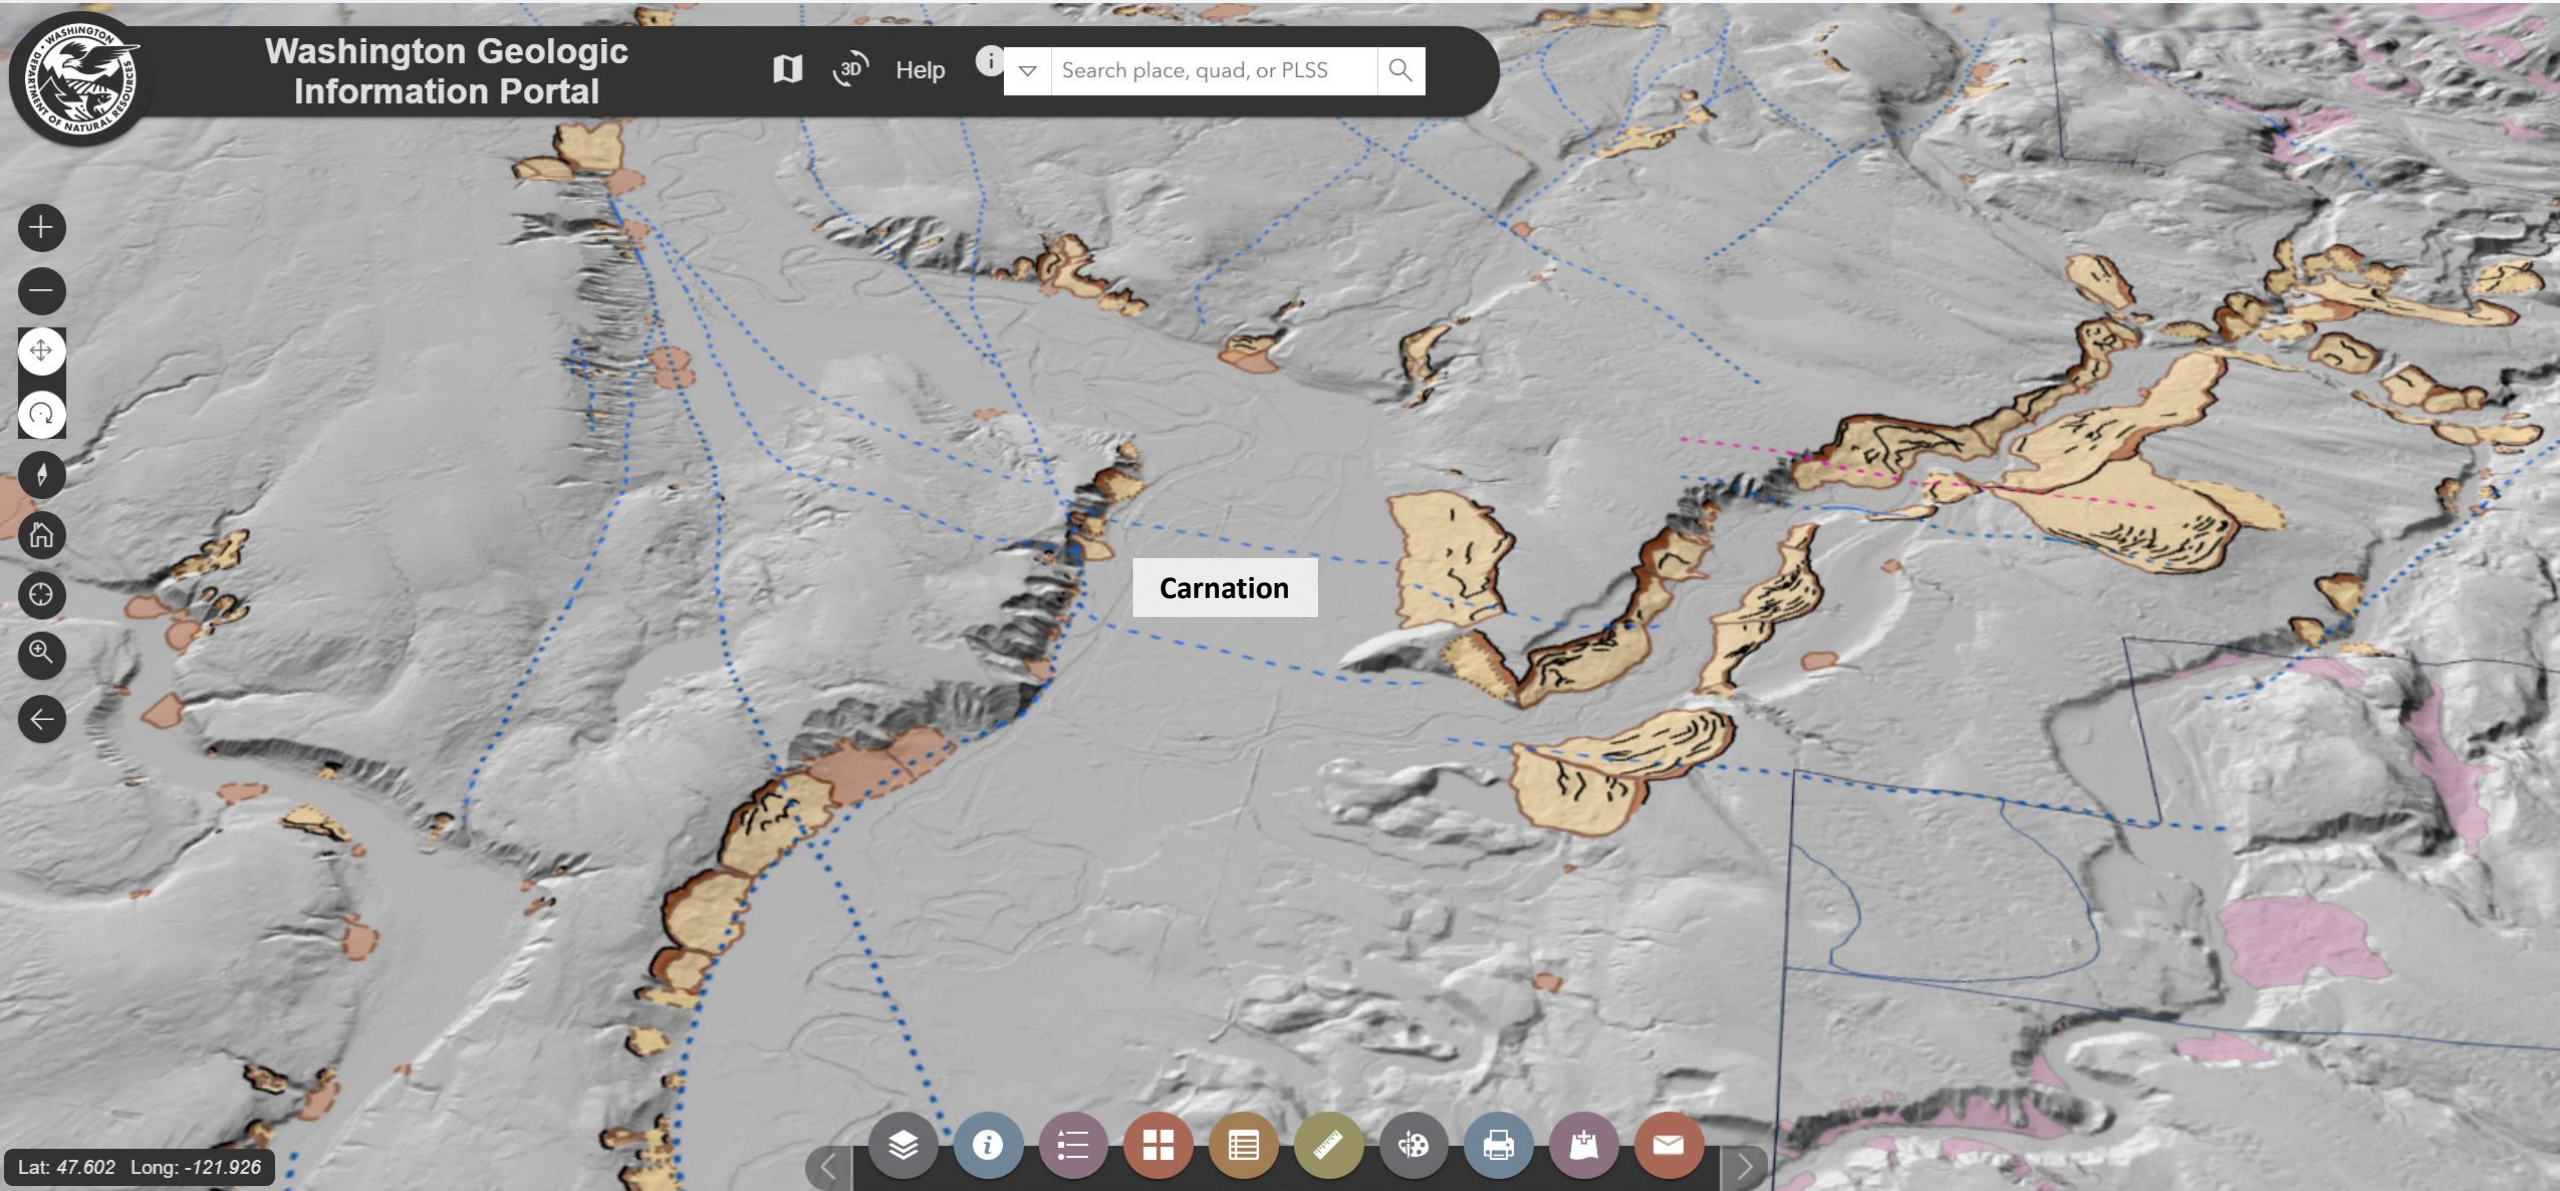 WASHINGTON
DEPARTMENT OF NATURAL RESOURCES
Washington Geologic
Information Portal
3D
Help
i
Search place, quad, or PLSS
Carnation
i
Lat: 47.602 Long: -121.926